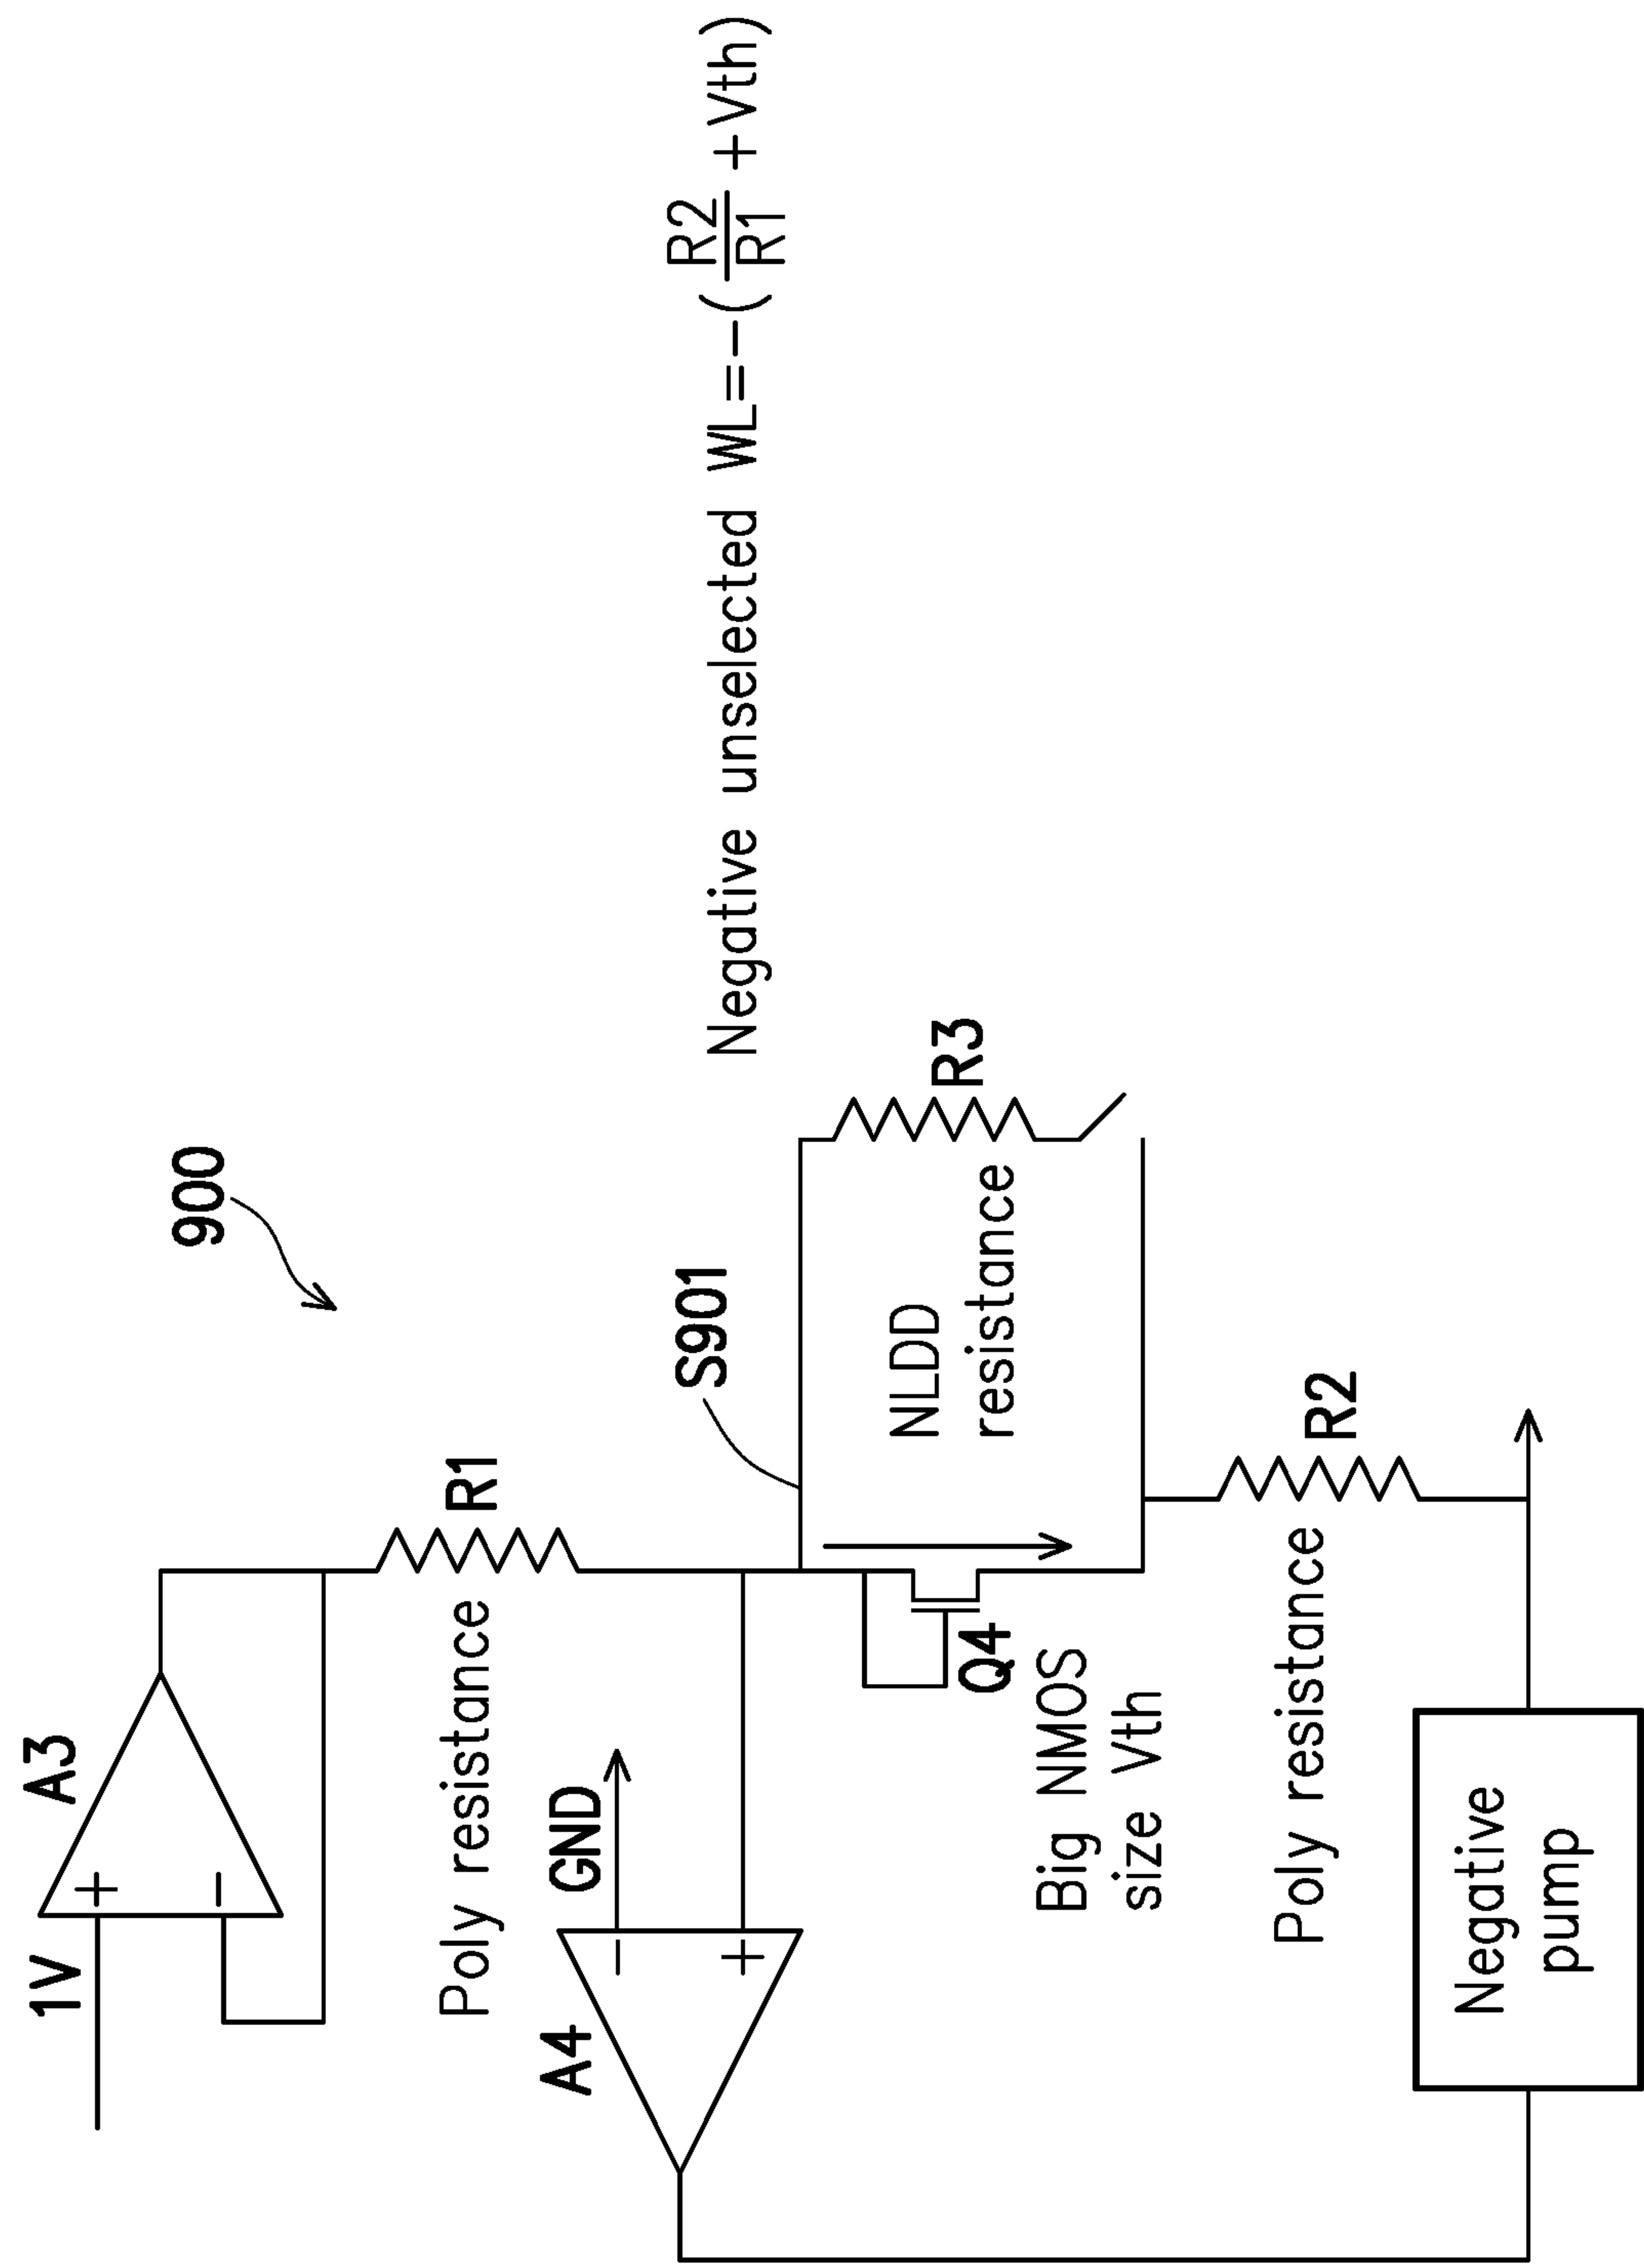 900
1V
A3
+
−
Poly resistance
R1
A4
GND
−
+
S901
Negative unselected WL=−(R2/R1+Vth)
Q4
Big NMOS
size Vth
NLDD
resistance
R3
Poly resistance
R2
Negative
pump